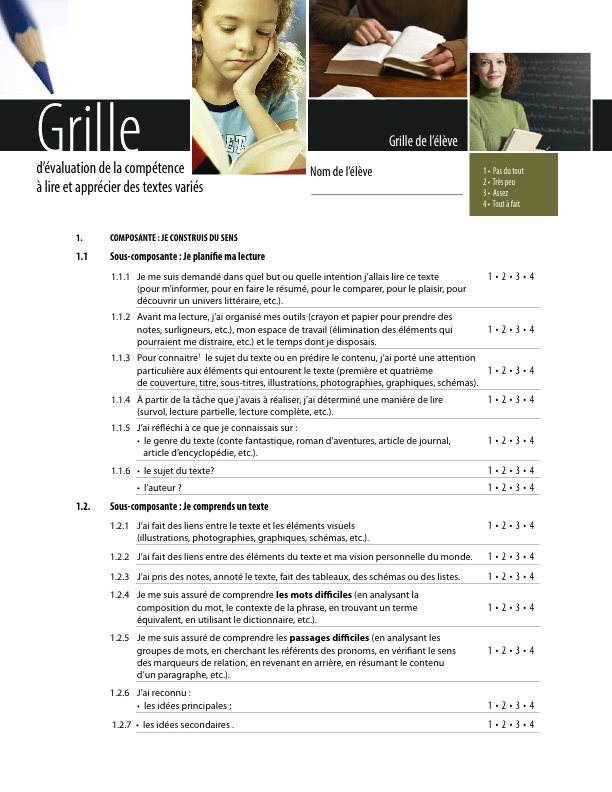 Grille
d'évaluation de la compétence
à lire et apprécier des textes variés
Grille de l'élève
Nom de l'élève
1 • Pas du tout
2 • Très peu
3 • Assez
4 • Tout à fait
1. COMPOSANTE : JE CONSTRUIS DU SENS
1.1 Sous-composante : Je planifie ma lecture
1.1.1 Je me suis demandé dans quel but ou quelle intention j'allais lire ce texte 1 • 2 • 3 • 4
(pour m'informer, pour en faire le résumé, pour le comparer, pour le plaisir, pour
découvrir un univers littéraire, etc.).
1.1.2 Avant ma lecture, j'ai organisé mes outils (crayon et papier pour prendre des
notes, surligneurs, etc.), mon espace de travail (élimination des éléments qui 1 • 2 • 3 • 4
pourraient me distraire, etc.) et le temps dont je disposais.
1.1.3 Pour connaitre¹ le sujet du texte ou en prédire le contenu, j'ai porté une attention
particulière aux éléments qui entourent le texte (première et quatrième 1 • 2 • 3 • 4
de couverture, titre, sous-titres, illustrations, photographies, graphiques, schémas).
1.1.4 À partir de la tâche que j'avais à réaliser, j'ai déterminé une manière de lire 1 • 2 • 3 • 4
(survol, lecture partielle, lecture complète, etc.).
1.1.5 J'ai réfléchi à ce que je connaissais sur :
• le genre du texte (conte fantastique, roman d'aventures, article de journal, 1 • 2 • 3 • 4
article d'encyclopédie, etc.).
1.1.6 • le sujet du texte? 1 • 2 • 3 • 4
• l'auteur ? 1 • 2 • 3 • 4
1.2. Sous-composante : Je comprends un texte
1.2.1 J'ai fait des liens entre le texte et les éléments visuels 1 • 2 • 3 • 4
(illustrations, photographies, graphiques, schémas, etc.).
1.2.2 J'ai fait des liens entre des éléments du texte et ma vision personnelle du monde. 1 • 2 • 3 • 4
1.2.3 J'ai pris des notes, annoté le texte, fait des tableaux, des schémas ou des listes. 1 • 2 • 3 • 4
1.2.4 Je me suis assuré de comprendre les mots difficiles (en analysant la
composition du mot, le contexte de la phrase, en trouvant un terme 1 • 2 • 3 • 4
équivalent, en utilisant le dictionnaire, etc.).
1.2.5 Je me suis assuré de comprendre les passages difficiles (en analysant les
groupes de mots, en cherchant les référents des pronoms, en vérifiant le sens 1 • 2 • 3 • 4
des marqueurs de relation, en revenant en arrière, en résumant le contenu
d'un paragraphe, etc.).
1.2.6 J'ai reconnu :
• les idées principales ; 1 • 2 • 3 • 4
1.2.7 • les idées secondaires . 1 • 2 • 3 • 4